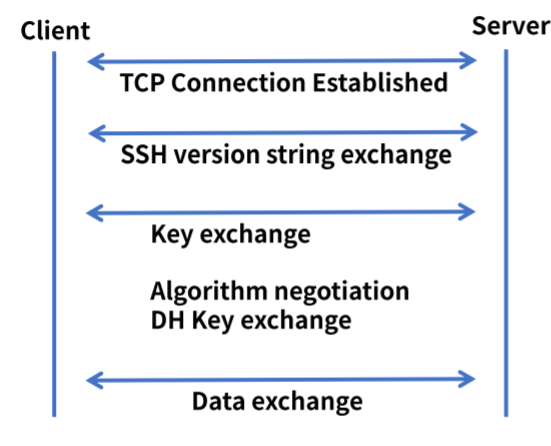 Client
Server
TCP Connection Established
SSH version string exchange
Key exchange
Algorithm negotiation
DH Key exchange
Data exchange